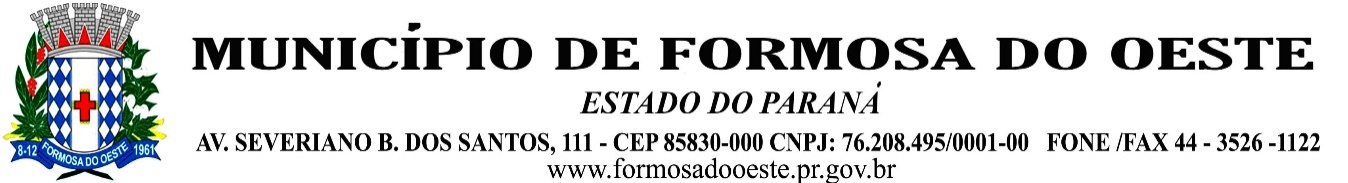 MUNICÍPIO DE FORMOSA DO OESTE
ESTADO DO PARANÁ
AV. SEVERIANO B. DOS SANTOS, 111 - CEP 85830-000 CNPJ: 76.208.495/0001-00 FONE /FAX 44 - 3526 -1122
www.formosadooeste.pr.gov.br
8-12 FORMOSA DO OESTE 1961